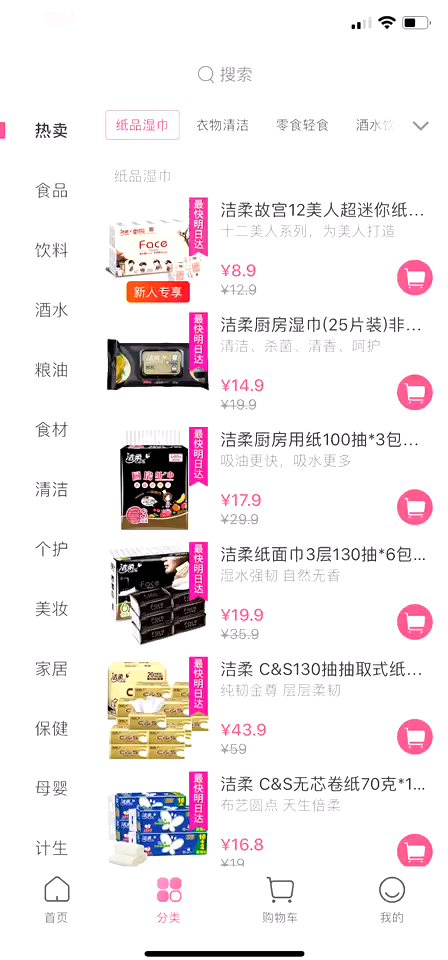 搜索
热卖
食品
饮料
酒水
粮油
食材
清洁
个护
美妆
家居
保健
母婴
计生
纸品湿巾
衣物清洁
零食轻食
酒水饮
纸品湿巾
最快明日达
Face
新人专享
洁柔故宫12美人超迷你纸...
十二美人系列，为美人打造
¥8.9
¥12.9
最快明日达
洁柔厨房湿巾(25片装)非...
清洁、杀菌、清香、呵护
¥14.9
¥19.9
最快明日达
洁柔
厨房纸巾
洁柔厨房用纸100抽*3包...
吸油更快，吸水更多
¥17.9
¥29.9
最快明日达
洁柔
Face
洁柔纸面巾3层130抽*6包...
湿水强韧 自然无香
¥19.9
¥35.9
最快明日达
洁柔
C&S
洁柔 C&S130抽抽取式纸...
纯韧金尊 层层柔韧
¥43.9
¥59
最快明日达
洁柔
洁柔 C&S无芯卷纸70克*1...
布艺圆点 天生倍柔
¥16.8
¥19
首页
分类
购物车
我的